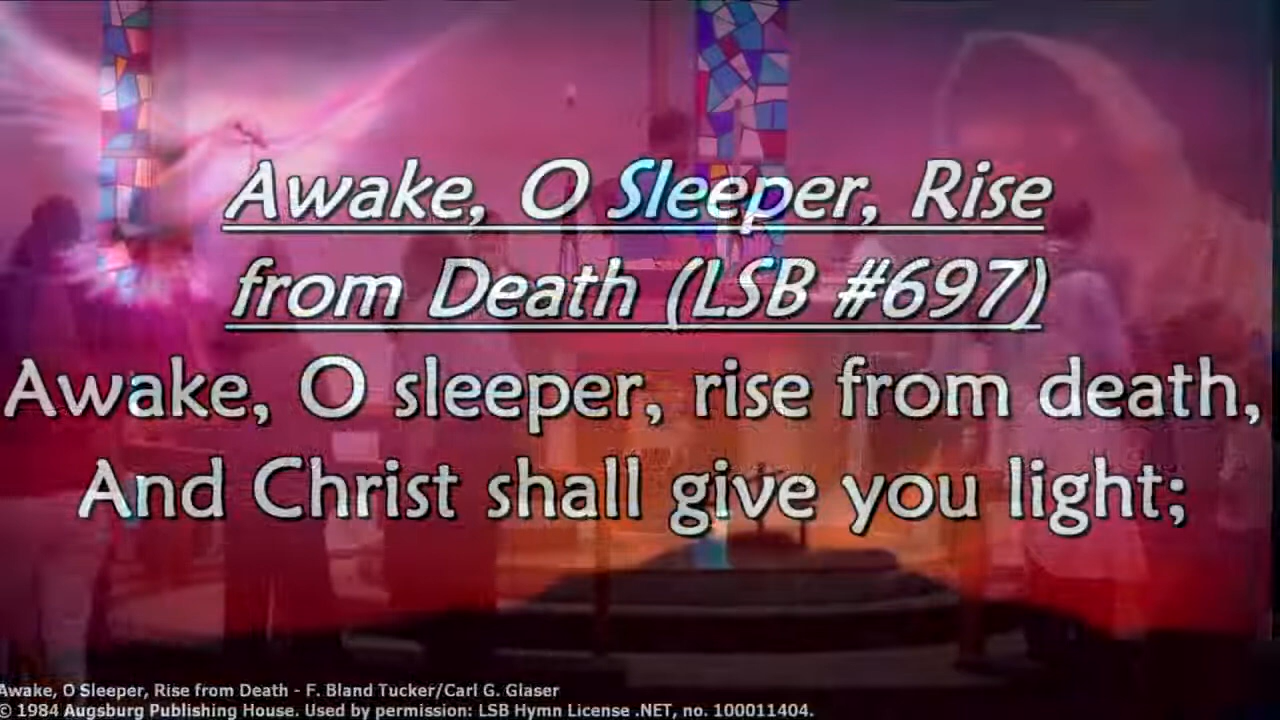 Awake, O Sleeper, Rise
from Death (LSB #697)
Awake, O sleeper, rise from death,
And Christ shall give you light;
Awake, O Sleeper, Rise from Death - F. Bland Tucker/Carl G. Glaser
© 1984 Augsburg Publishing House. Used by permission: LSB Hymn License .NET, no. 100011404.